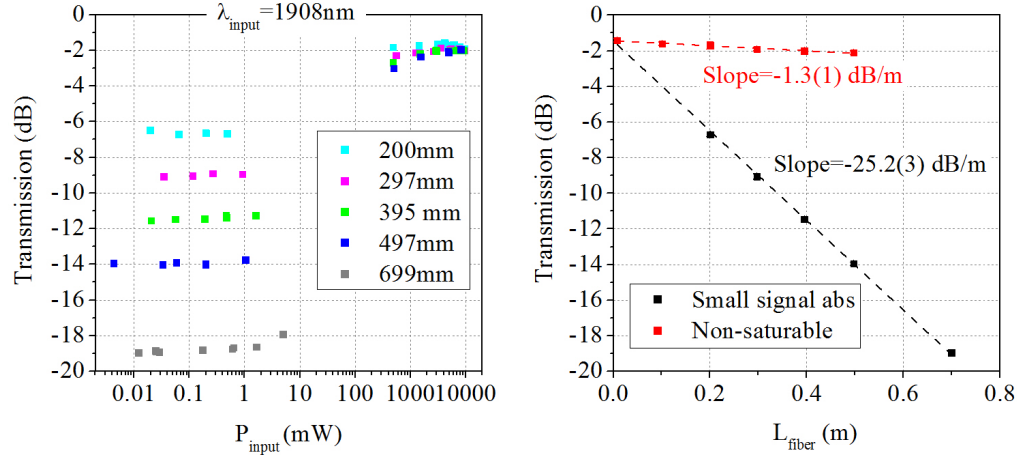 λinput=1908nm
Transmission (dB)
0
-2
-4
-6
-8
-10
-12
-14
-16
-18
-20
200mm
297mm
395 mm
497mm
699mm
0.01
0.1
1
10
100
1000
10000
Pinput (mW)
Transmission (dB)
0
-2
-4
-6
-8
-10
-12
-14
-16
-18
-20
Slope=-1.3(1) dB/m
Slope=-25.2(3) dB/m
Small signal abs
Non-saturable
0.0
0.2
0.4
0.6
0.8
Lfiber (m)